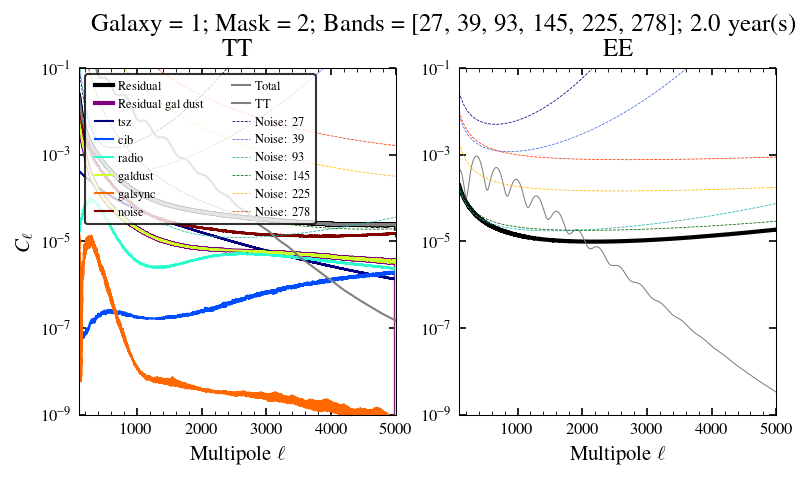 Galaxy = 1; Mask = 2; Bands = [27, 39, 93, 145, 225, 278]; 2.0 year(s)
TT
EE
10⁻¹
10⁻³
10⁻⁵
10⁻⁷
10⁻⁹
C_ℓ
1000 2000 3000 4000 5000
Multipole ℓ
Residual
Residual gal dust
tsz
cib
radio
galdust
galsync
noise
Total
TT
Noise: 27
Noise: 39
Noise: 93
Noise: 145
Noise: 225
Noise: 278
10⁻¹
10⁻³
10⁻⁵
10⁻⁷
10⁻⁹
1000 2000 3000 4000 5000
Multipole ℓ